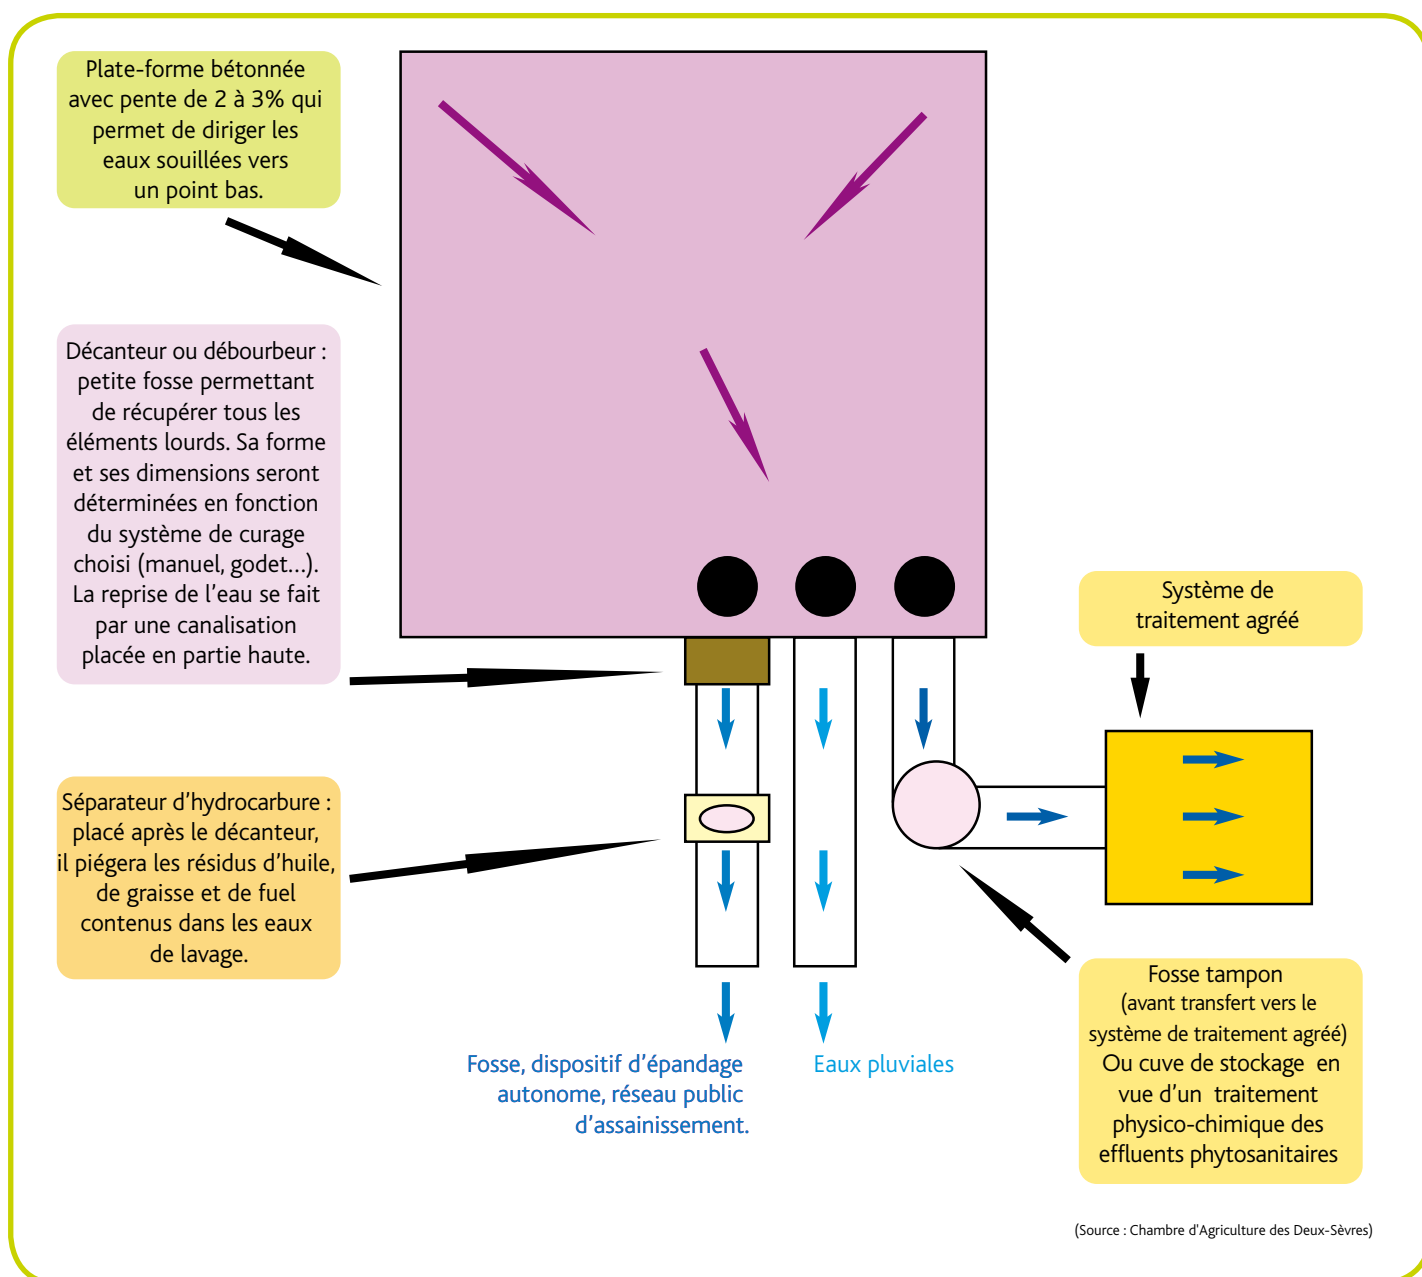 Plate-forme bétonnée
avec pente de 2 à 3% qui
permet de diriger les
eaux souillées vers
un point bas.
Décanteur ou débourbeur :
petite fosse permettant
de récupérer tous les
éléments lourds. Sa forme
et ses dimensions seront
déterminées en fonction
du système de curage
choisi (manuel, godet...).
La reprise de l'eau se fait
par une canalisation
placée en partie haute.
Séparateur d'hydrocarbure :
placé après le décanteur,
il piégera les résidus d'huile,
de graisse et de fuel
contenus dans les eaux
de lavage.
Système de
traitement agréé
Fosse tampon
(avant transfert vers le
système de traitement agréé)
Ou cuve de stockage en
vue d'un traitement
physico-chimique des
effluents phytosanitaires
Fosse, dispositif d'épandage
autonome, réseau public
d'assainissement.
Eaux pluviales
(Source : Chambre d'Agriculture des Deux-Sèvres)